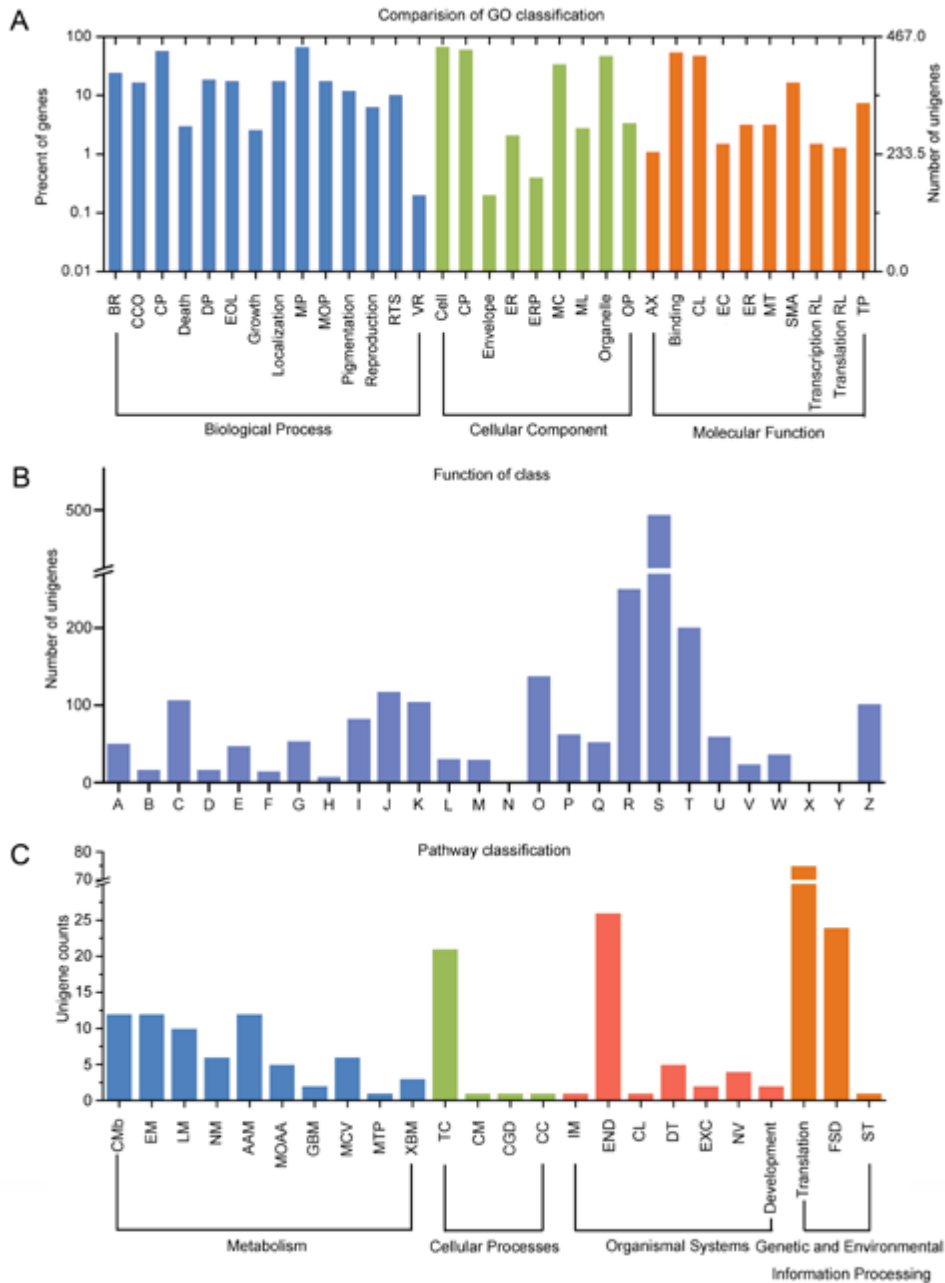 A
Comparision of GO classification
Precent of genes
100
10
1
0.1
0.01
Number of unigenes
467.0
233.5
0.0
BR
CCO
CP
Death
DP
EOL
Growth
Localization
MP
MOP
Pigmentation
Reproduction
RTS
VR
Cell
CP
Envelope
ER
ERP
MC
ML
Organelle
OP
AX
Binding
CL
EC
ER
MT
SMA
Transcription RL
Translation RL
TP
Biological Process
Cellular Component
Molecular Function
B
Function of class
Number of unigenes
500
200
100
0
A B C D E F G H I J K L M N O P Q R S T U V W X Y Z
C
Pathway classification
Unigene counts
80
70
25
20
15
10
5
0
CMb
EM
LM
NM
AAM
MOAA
GBM
MCV
MTP
XBM
TC
CM
CGD
CC
IM
END
CL
DT
EXC
NV
Development
Translation
FSD
ST
Metabolism
Cellular Processes
Organismal Systems
Genetic and Environmental
Information Processing